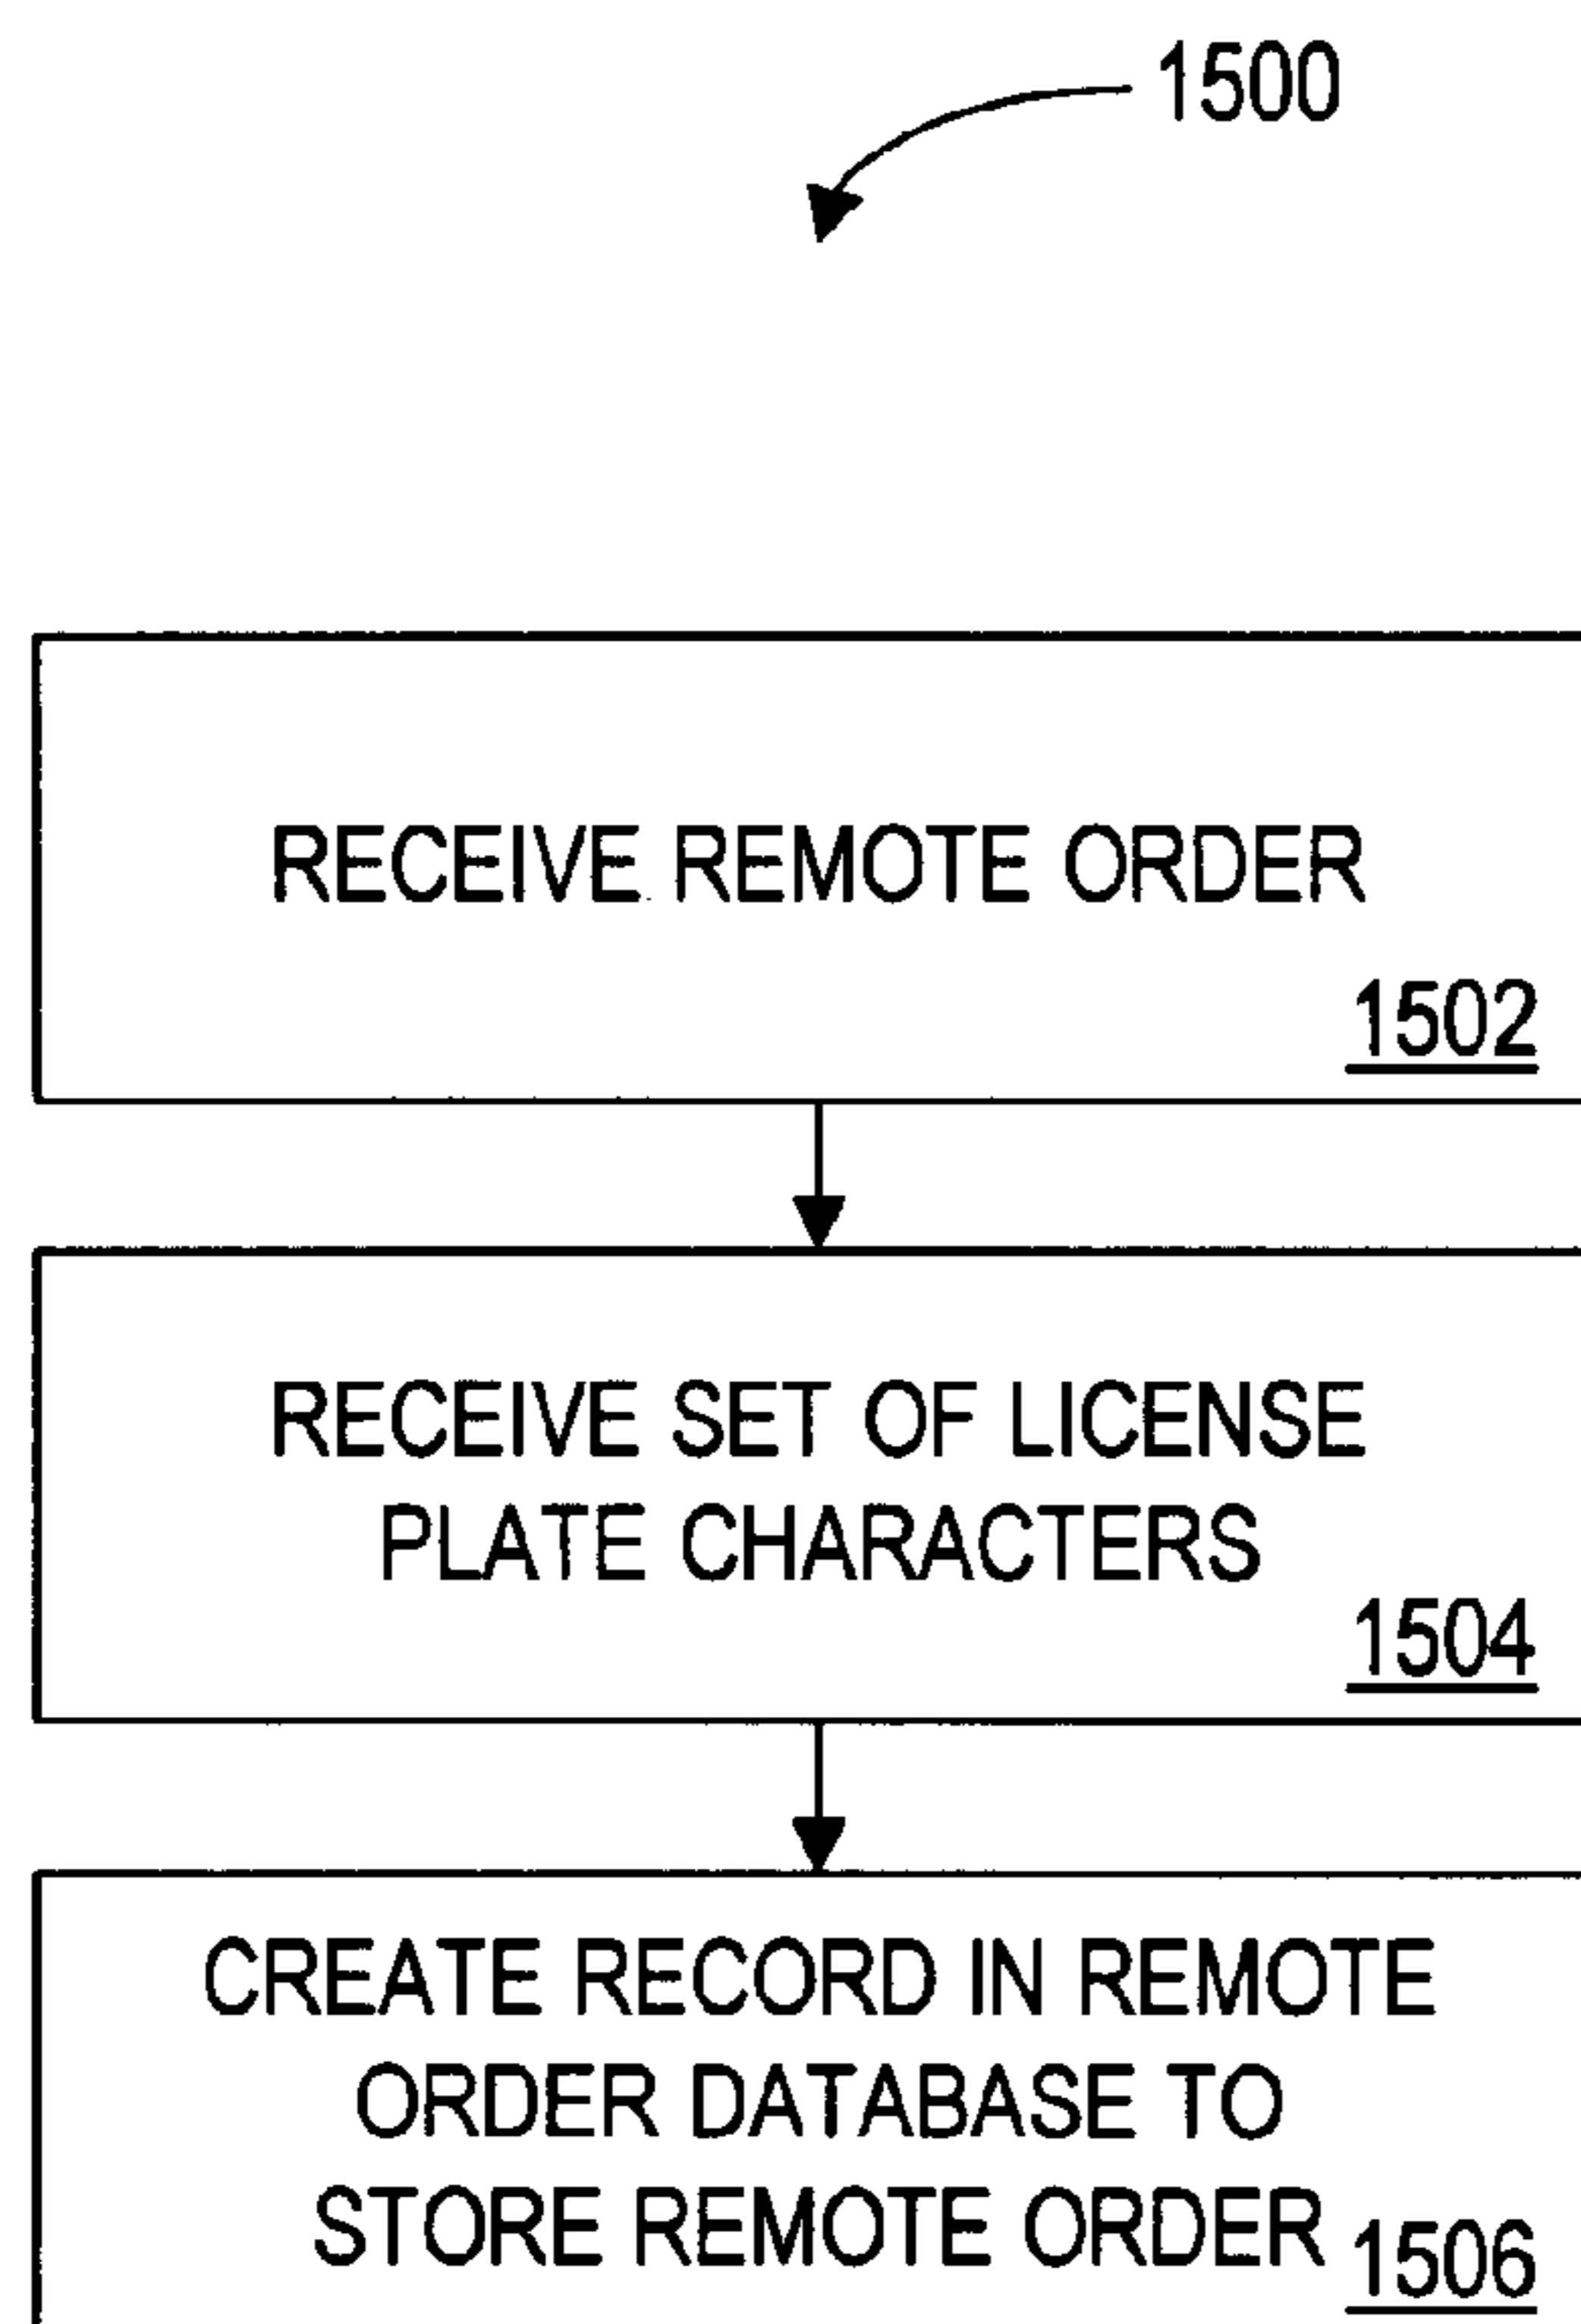 1500
RECEIVE REMOTE ORDER
1502
RECEIVE SET OF LICENSE
PLATE CHARACTERS
1504
CREATE RECORD IN REMOTE
ORDER DATABASE TO
STORE REMOTE ORDER
1506